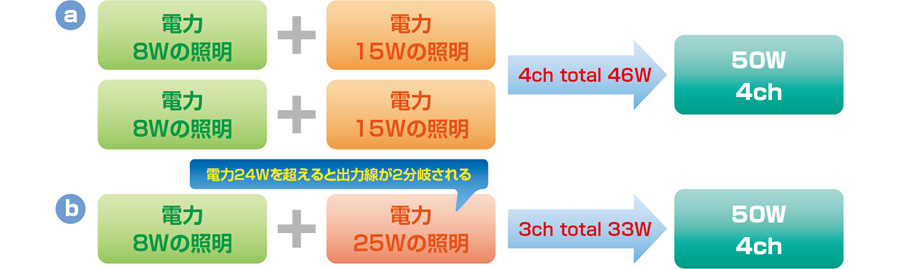 a
電力
8Wの照明
+
電力
15Wの照明
4ch total 46W
50W
4ch
電力
8Wの照明
+
電力
15Wの照明
電力24Wを超えると出力線が2分岐される
b
電力
8Wの照明
+
電力
25Wの照明
3ch total 33W
50W
4ch